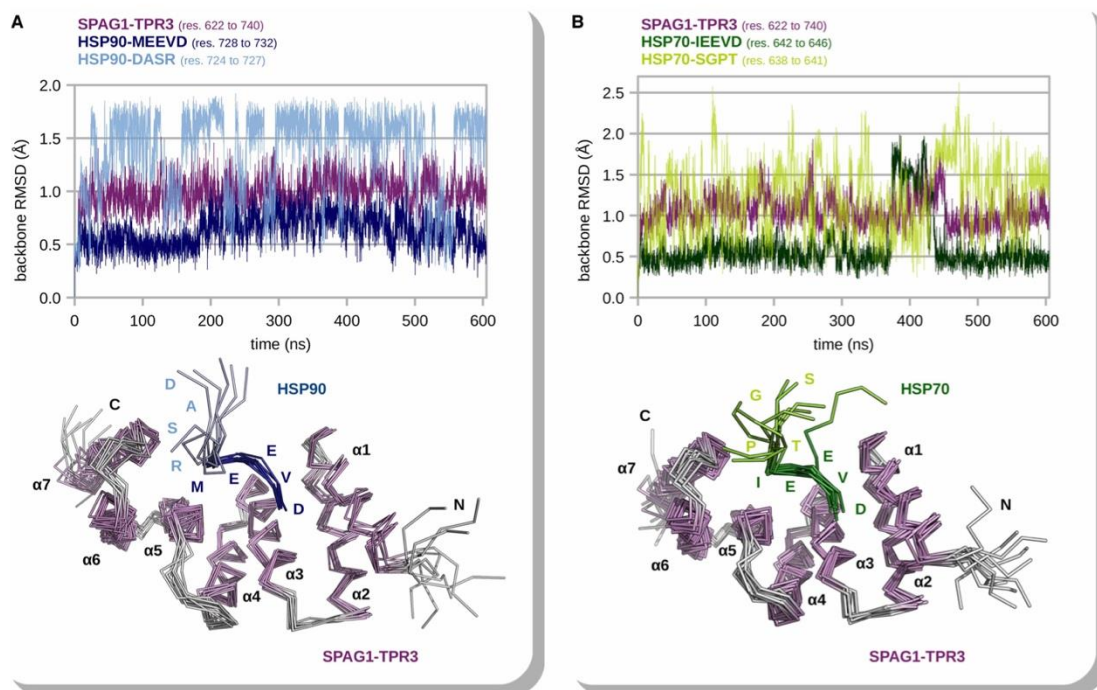 A
SPAG1-TPR3 (res. 622 to 740)
HSP90-MEEVD (res. 728 to 732)
HSP90-DASR (res. 724 to 727)
2.0
1.5
1.0
0.5
0.0
backbone RMSD (Å)
0 100 200 300 400 500 600
time (ns)
D
HSP90
A
C
S
E
α1
R
E
V
M
α7
D
N
α5
α6
α3
α4
α2
SPAG1-TPR3
B
SPAG1-TPR3 (res. 622 to 740)
HSP70-IEEVD (res. 642 to 646)
HSP70-SGPT (res. 638 to 641)
2.5
2.0
1.5
1.0
0.5
0.0
backbone RMSD (Å)
0 100 200 300 400 500 600
time (ns)
S
G
HSP70
C
P
T
α1
E
α7
I
E
V
N
D
α5
α6
α3
α2
α4
SPAG1-TPR3